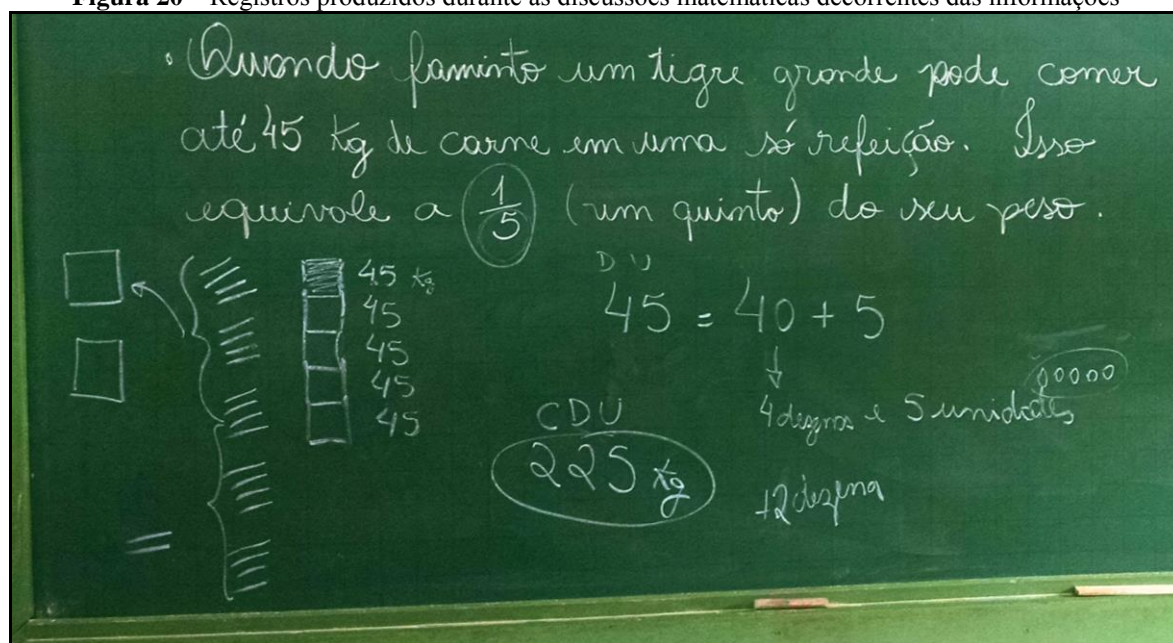 Figura 20 – Registros produzidos durante as discussões matemáticas decorrentes das informações
• Quando faminto um tigre grande pode comer
até 45 kg de carne em uma só refeição. Isso
equivale a 1/5 (um quinto) do seu peso.
45 kg
45
45
45
45
D U
45 = 40 + 5
4 dezenas e 5 unidades
CDU
225 kg
+2 dezena